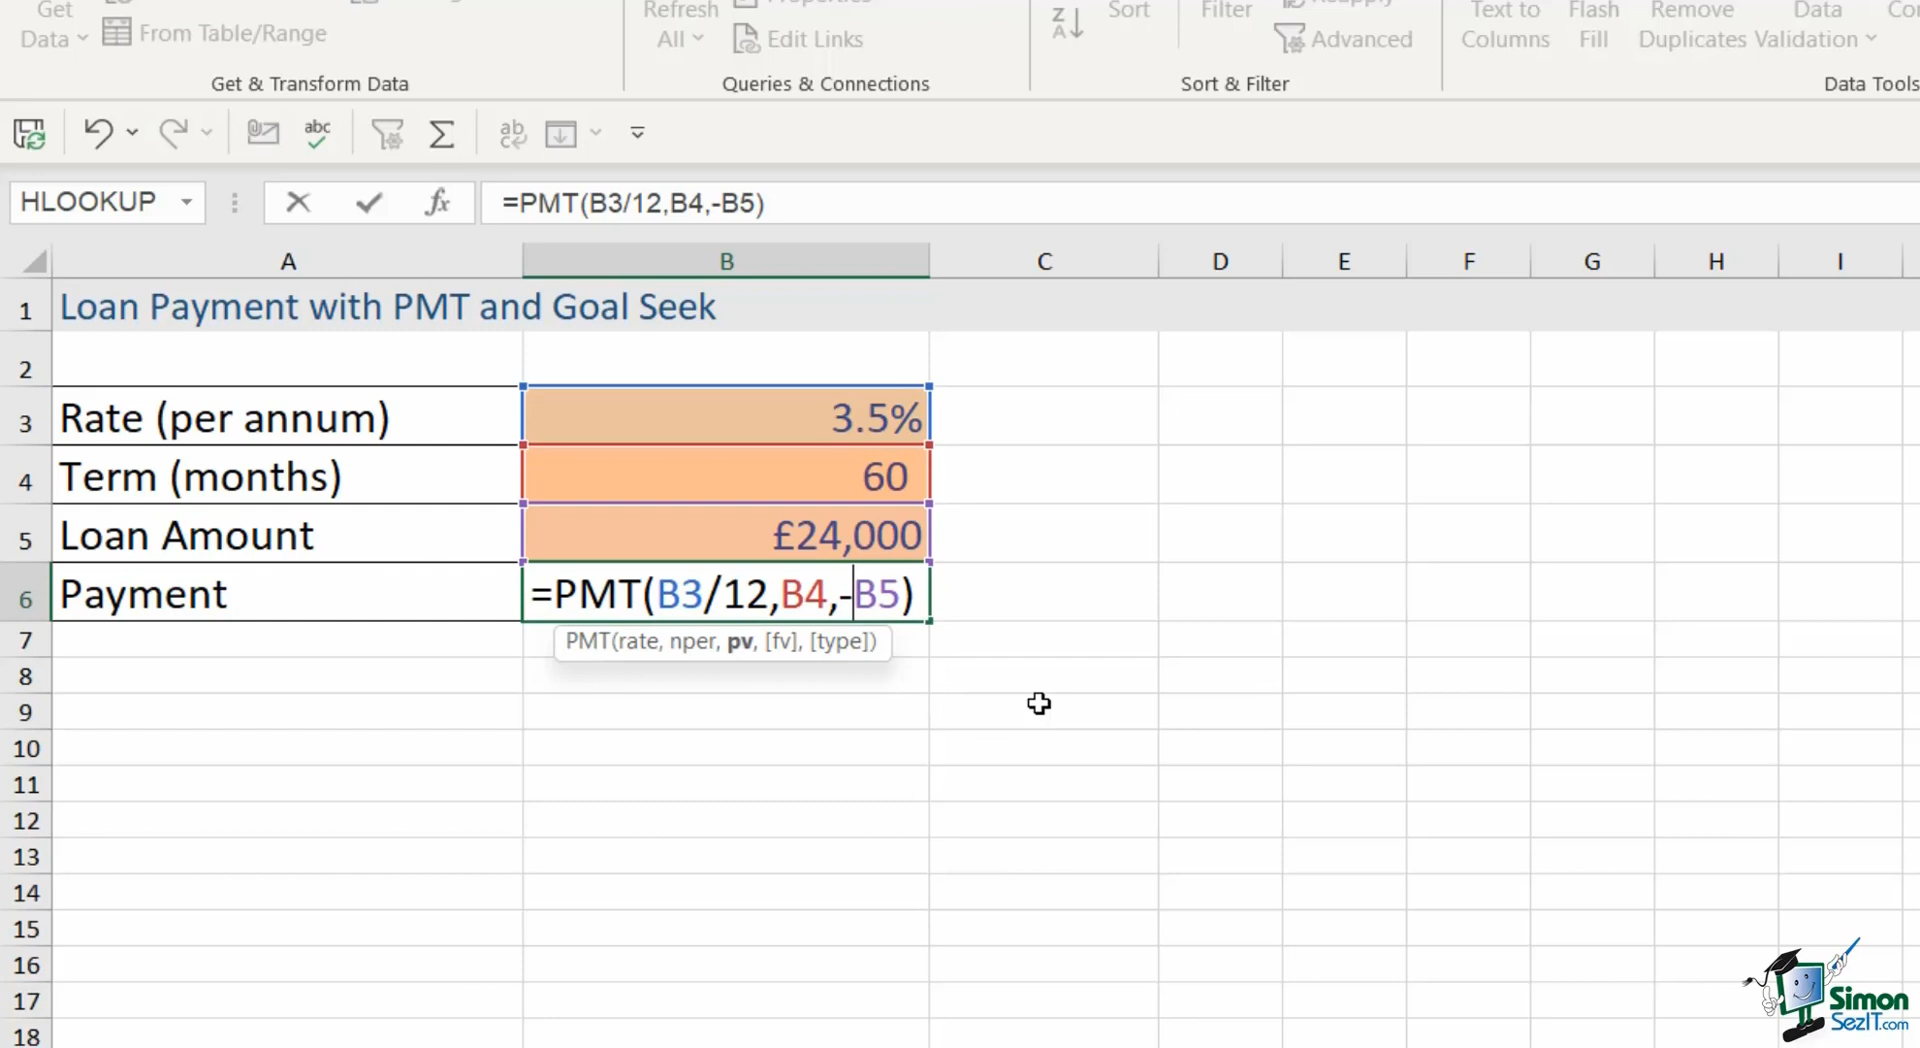 Get
Data
From Table/Range
Get & Transform Data
Refresh
All
Edit Links
Queries & Connections
Z
A
Sort
Filter
Advanced
Sort & Filter
Text to
Columns
Flash
Fill
Remove
Duplicates
Data
Validation
Data Tools
abc
ab
HLOOKUP
fx
=PMT(B3/12,B4,-B5)
A B C D E F G H I
1 Loan Payment with PMT and Goal Seek
2
3 Rate (per annum) 3.5%
4 Term (months) 60
5 Loan Amount £24,000
6 Payment =PMT(B3/12,B4,-B5)
PMT(rate, nper, pv, [fv], [type])
7
8
9
10
11
12
13
14
15
16
17
18
Simon
SezIT.com